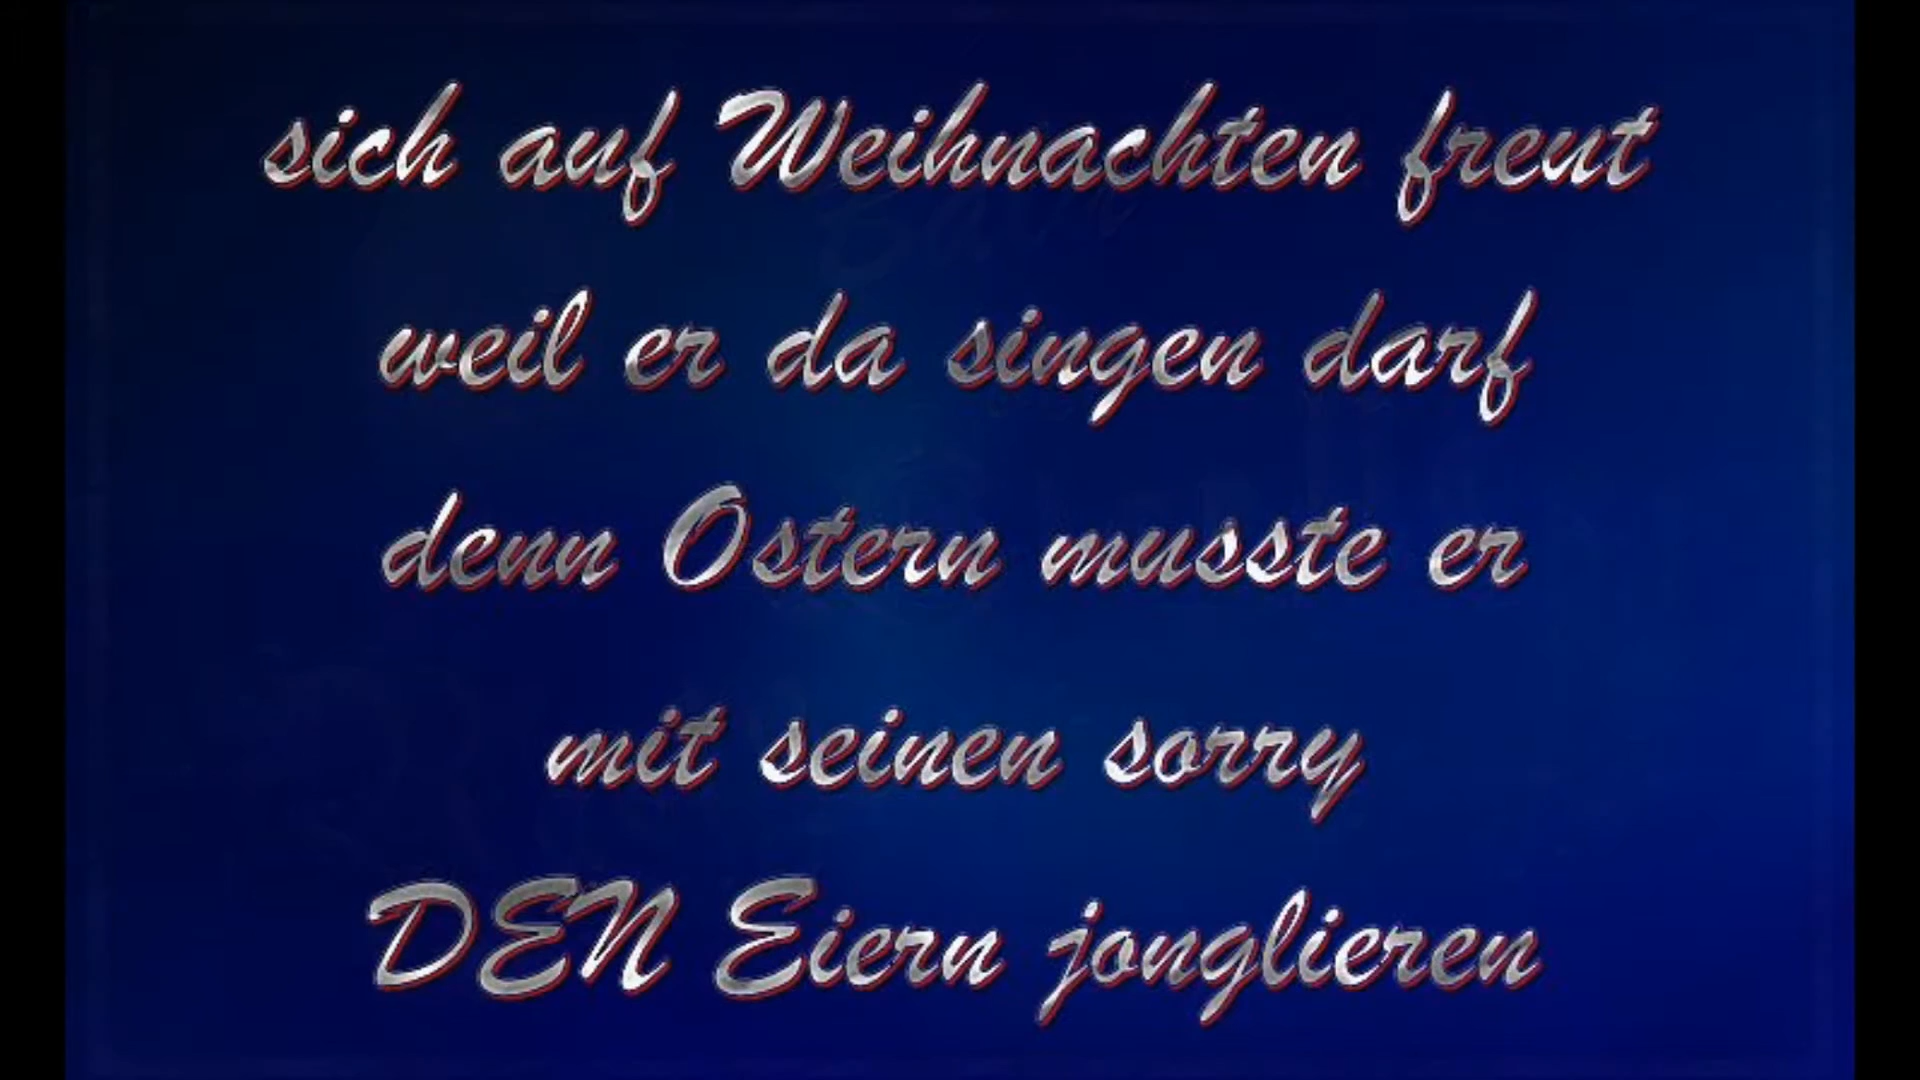 sich auf Weihnachten freut
weil er da singen darf
denn Ostern musste er
mit seinen sorry
DEN Eiern jonglieren